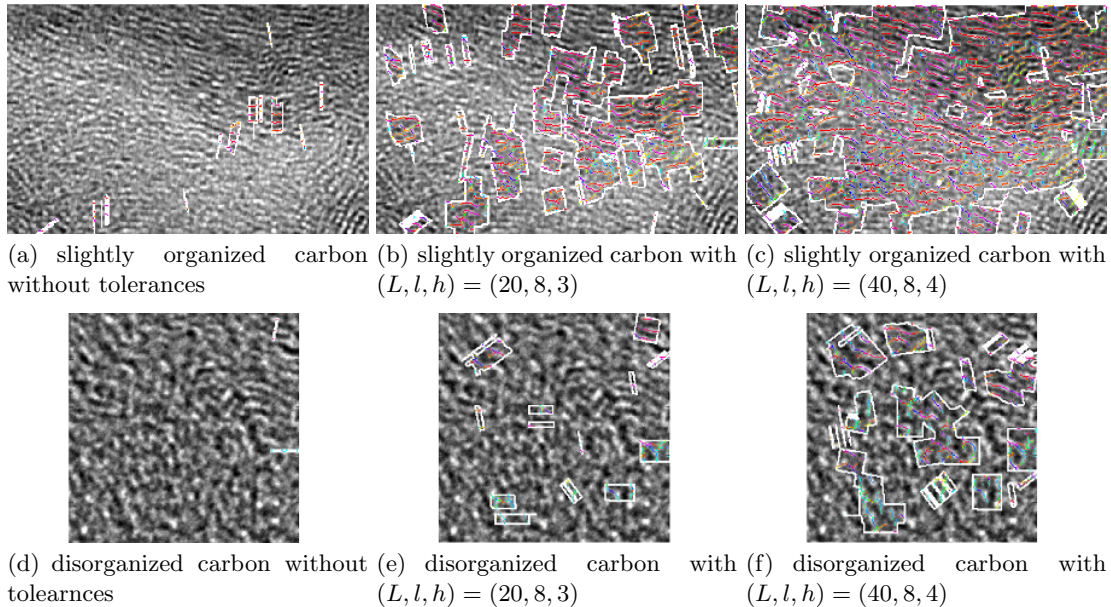 (a) slightly organized carbon
without tolerances
(b) slightly organized carbon with
(L, l, h) = (20, 8, 3)
(c) slightly organized carbon with
(L, l, h) = (40, 8, 4)
(d) disorganized carbon without
tolearnces
(e) disorganized carbon with
(L, l, h) = (20, 8, 3)
(f) disorganized carbon with
(L, l, h) = (40, 8, 4)